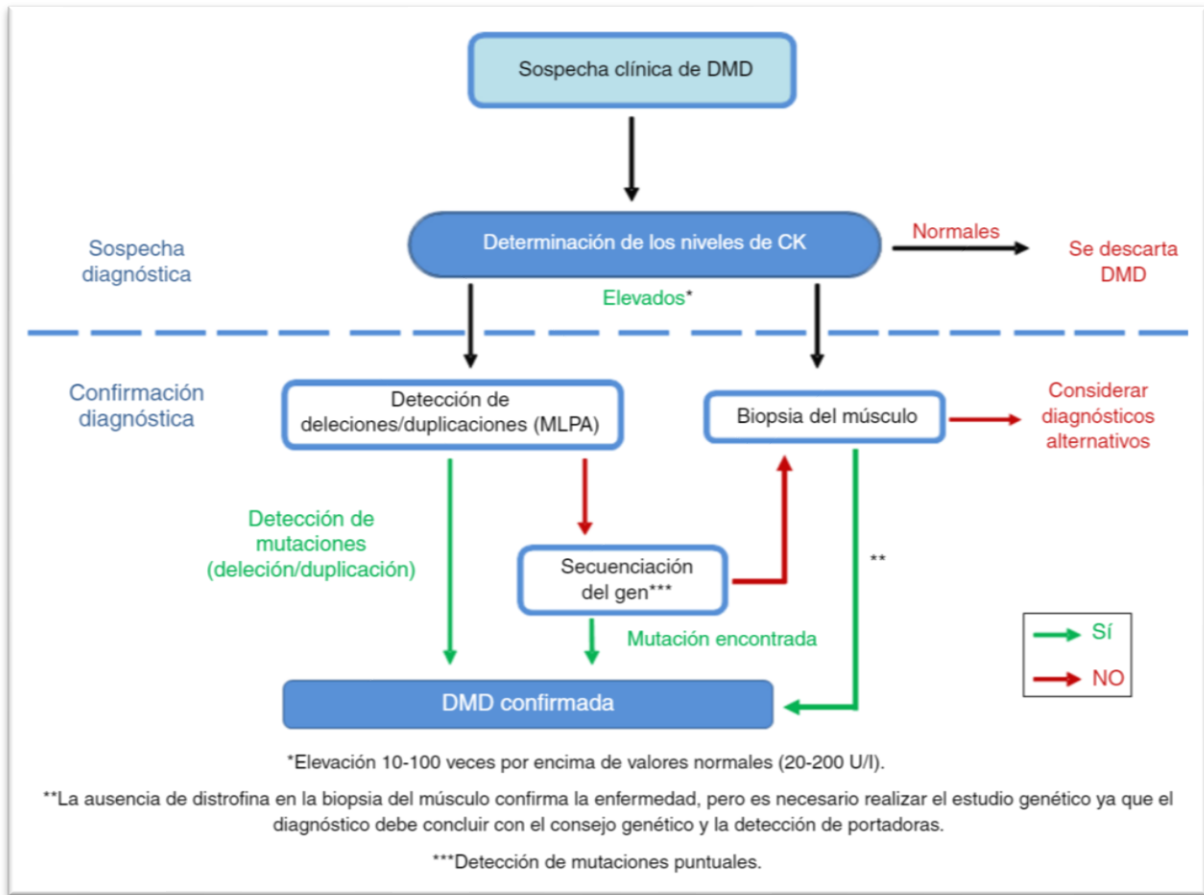 Sospecha clínica de DMD
Sospecha
diagnóstica
Determinación de los niveles de CK
Normales
Se descarta
DMD
Elevados*
Confirmación
diagnóstica
Detección de
deleciones/duplicaciones (MLPA)
Biopsia del músculo
Considerar
diagnósticos
alternativos
Detección de
mutaciones
(deleción/duplicación)
Secuenciación
del gen***
**
Mutación encontrada
Sí
NO
DMD confirmada
*Elevación 10-100 veces por encima de valores normales (20-200 U/l).
**La ausencia de distrofina en la biopsia del músculo confirma la enfermedad, pero es necesario realizar el estudio genético ya que el
diagnóstico debe concluir con el consejo genético y la detección de portadoras.
***Detección de mutaciones puntuales.